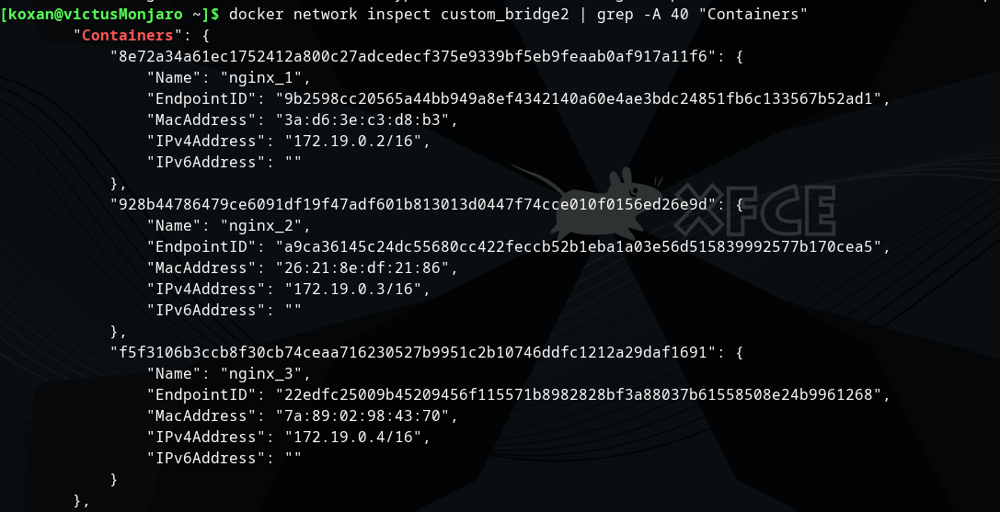 [koxan@victusMonjaro ~]$ docker network inspect custom_bridge2 | grep -A 40 "Containers"
        "Containers": {
            "8e72a34a61ec1752412a800c27adcedecf375e9339bf5eb9feaab0af917a11f6": {
                "Name": "nginx_1",
                "EndpointID": "9b2598cc20565a44bb949a8ef4342140a60e4ae3bdc24851fb6c133567b52ad1",
                "MacAddress": "3a:d6:3e:c3:d8:b3",
                "IPv4Address": "172.19.0.2/16",
                "IPv6Address": ""
            },
            "928b44786479ce6091df19f47adf601b813013d0447f74cce010f0156ed26e9d": {
                "Name": "nginx_2",
                "EndpointID": "a9ca36145c24dc55680cc422feccb52b1eba1a03e56d515839992577b170cea5",
                "MacAddress": "26:21:8e:df:21:86",
                "IPv4Address": "172.19.0.3/16",
                "IPv6Address": ""
            },
            "f5f3106b3ccb8f30cb74ceaa716230527b9951c2b10746ddfc1212a29daf1691": {
                "Name": "nginx_3",
                "EndpointID": "22edfc25009b45209456f115571b8982828bf3a88037b61558508e24b9961268",
                "MacAddress": "7a:89:02:98:43:70",
                "IPv4Address": "172.19.0.4/16",
                "IPv6Address": ""
            }
        },
XFCE